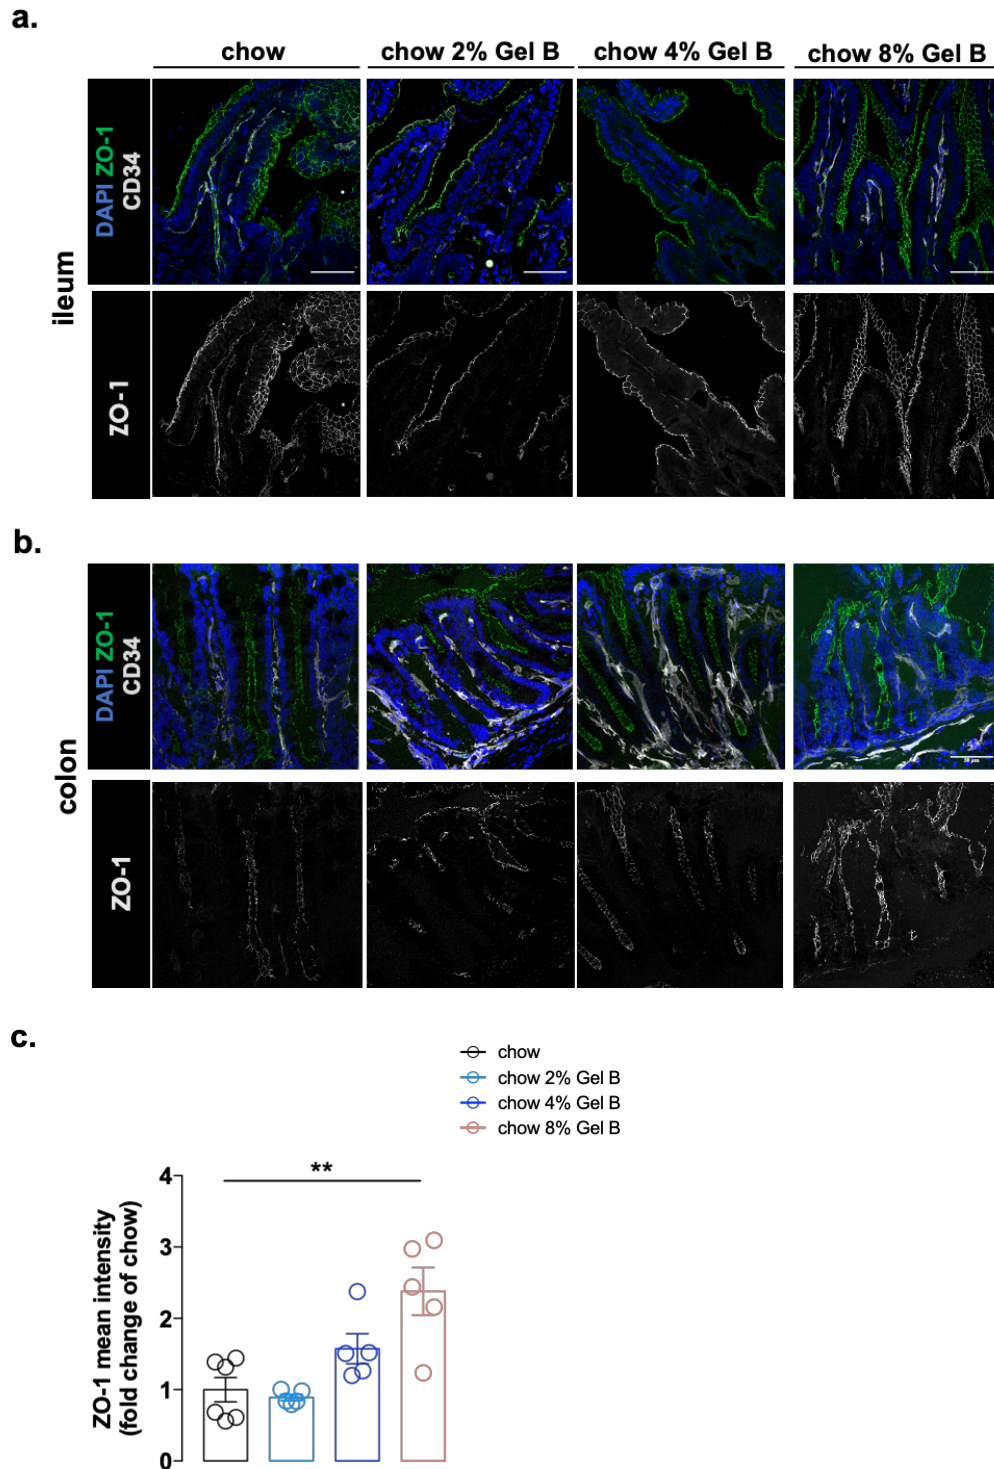 a.
chow
chow 2% Gel B
chow 4% Gel B
chow 8% Gel B
ileum
DAPI ZO-1
CD34
ZO-1
b.
colon
DAPI ZO-1
CD34
ZO-1
c.
chow
chow 2% Gel B
chow 4% Gel B
chow 8% Gel B
**
ZO-1 mean intensity
(fold change of chow)
4
3
2
1
0